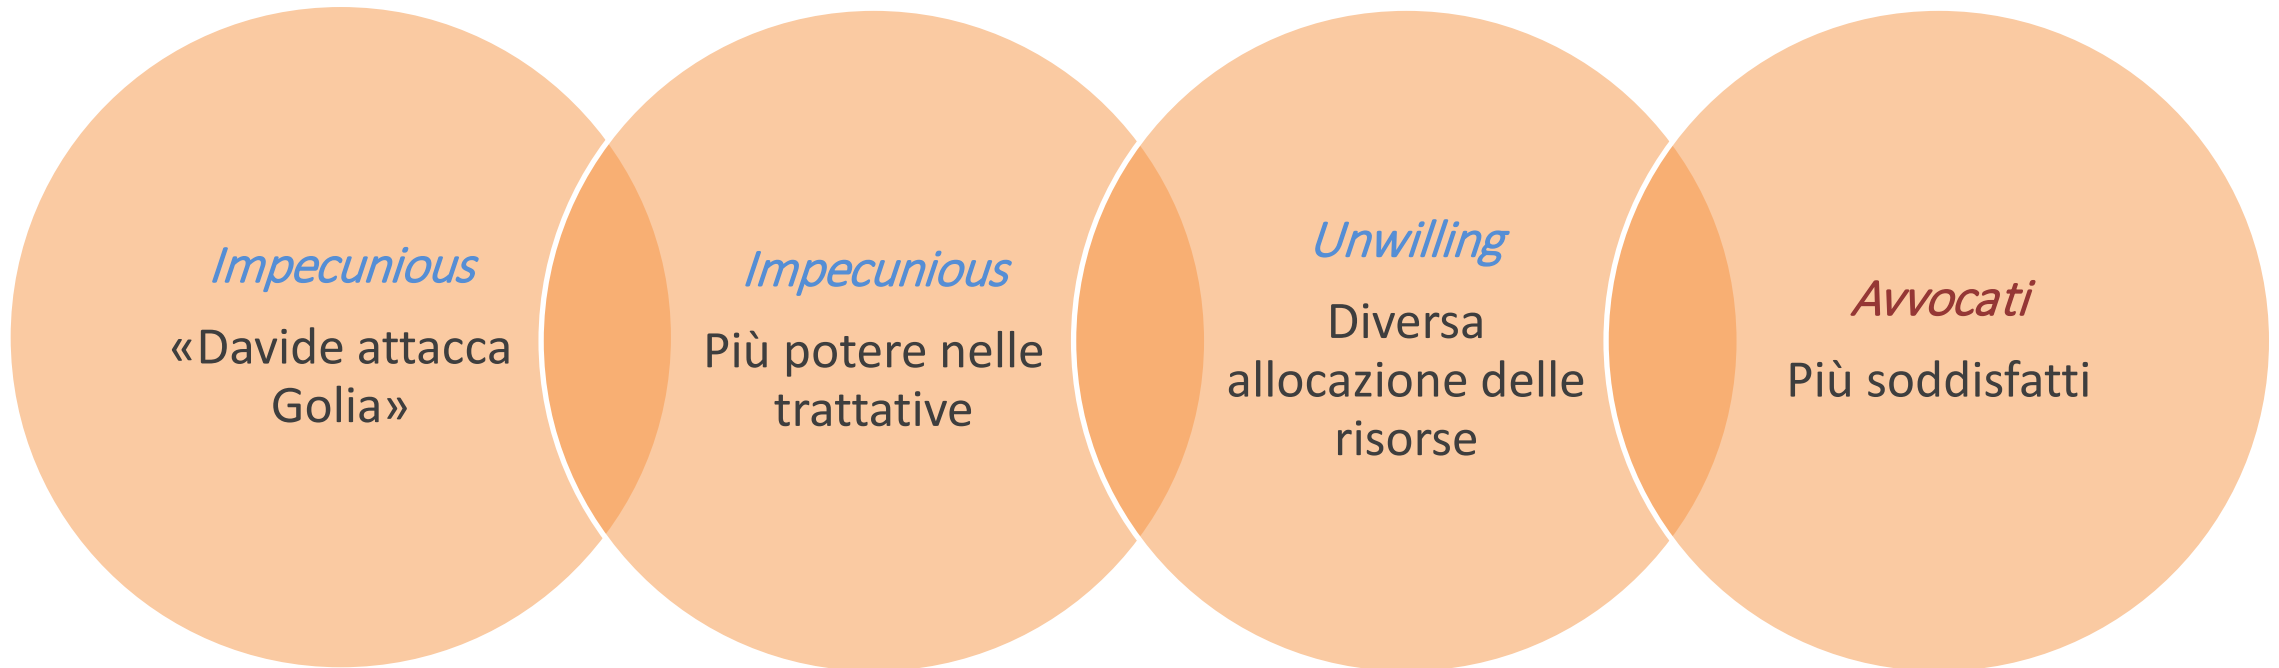 Impecunious
«Davide attacca
Golia»
Impecunious
Più potere nelle
trattative
Unwilling
Diversa
allocazione delle
risorse
Avvocati
Più soddisfatti